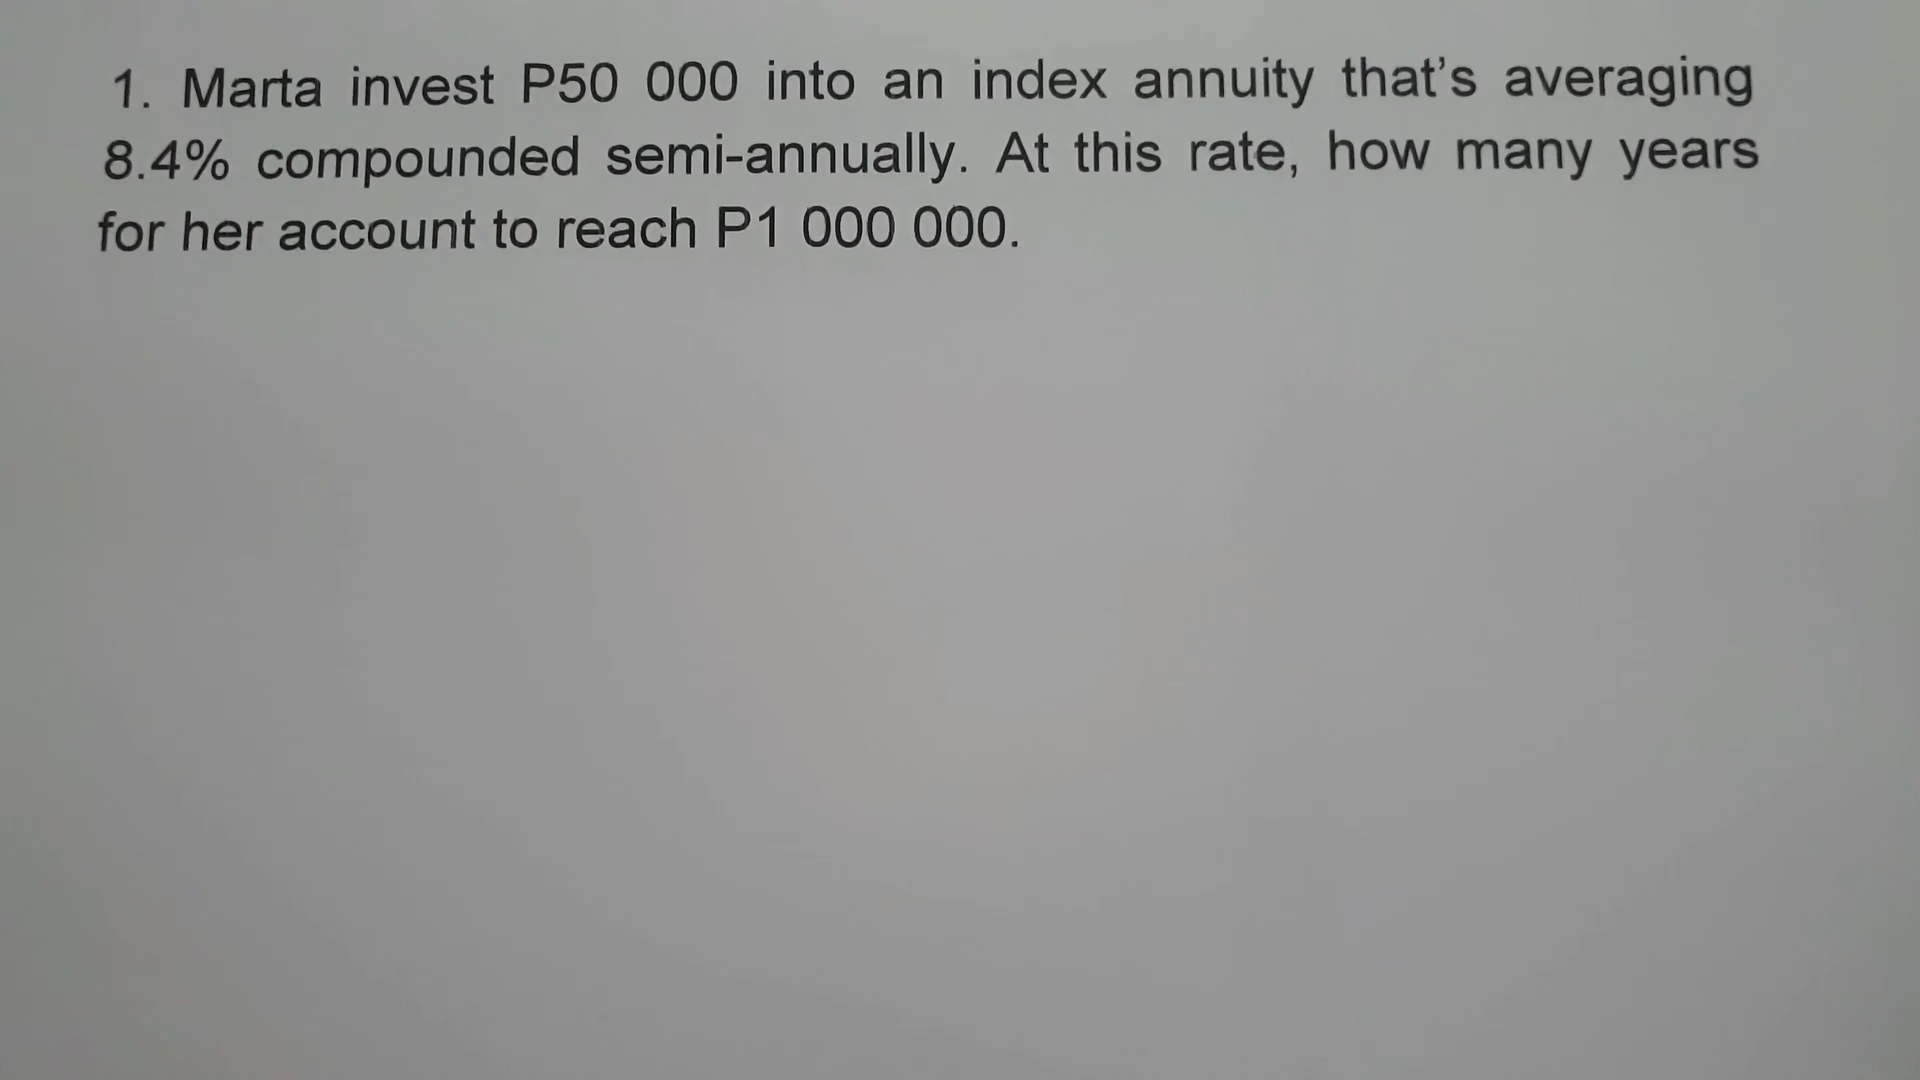 1. Marta invest P50 000 into an index annuity that's averaging
8.4% compounded semi-annually. At this rate, how many years
for her account to reach P1 000 000.